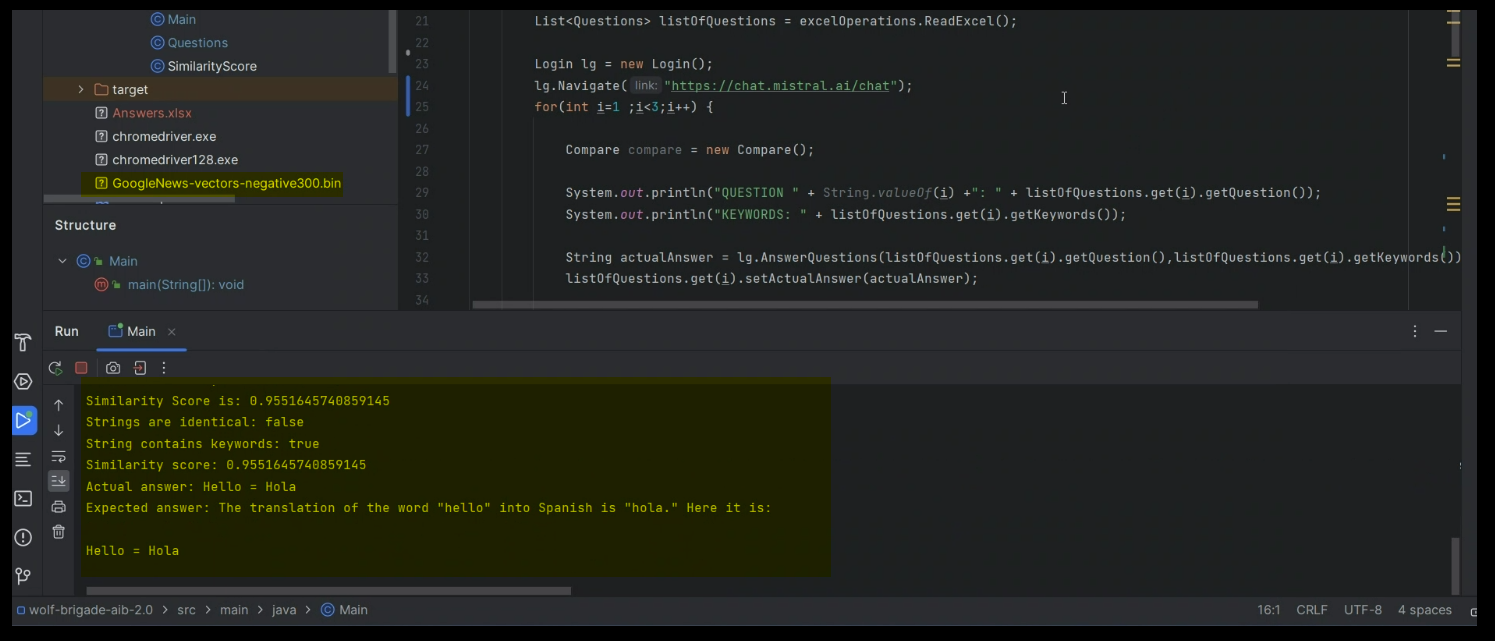 Main
Questions
SimilarityScore
target
Answers.xlsx
chromedriver.exe
chromedriver128.exe
GoogleNews-vectors-negative300.bin
Structure
Main
main(String[]): void
21 List<Questions> listOfQuestions = excelOperations.ReadExcel();
22
23 Login lg = new Login();
24 lg.Navigate( link: "https://chat.mistral.ai/chat");
25 for(int i=1 ;i<3;i++) {
26
27 Compare compare = new Compare();
28
29 System.out.println("QUESTION " + String.valueOf(i) +": " + listOfQuestions.get(i).getQuestion());
30 System.out.println("KEYWORDS: " + listOfQuestions.get(i).getKeywords());
31
32 String actualAnswer = lg.AnswerQuestions(listOfQuestions.get(i).getQuestion(),listOfQuestions.get(i).getKeywords())
33 listOfQuestions.get(i).setActualAnswer(actualAnswer);
34
Run Main
Similarity Score is: 0.9551645740859145
Strings are identical: false
String contains keywords: true
Similarity score: 0.9551645740859145
Actual answer: Hello = Hola
Expected answer: The translation of the word "hello" into Spanish is "hola." Here it is:
Hello = Hola
wolf-brigade-aib-2.0 > src > main > java > Main 16:1 CRLF UTF-8 4 spaces